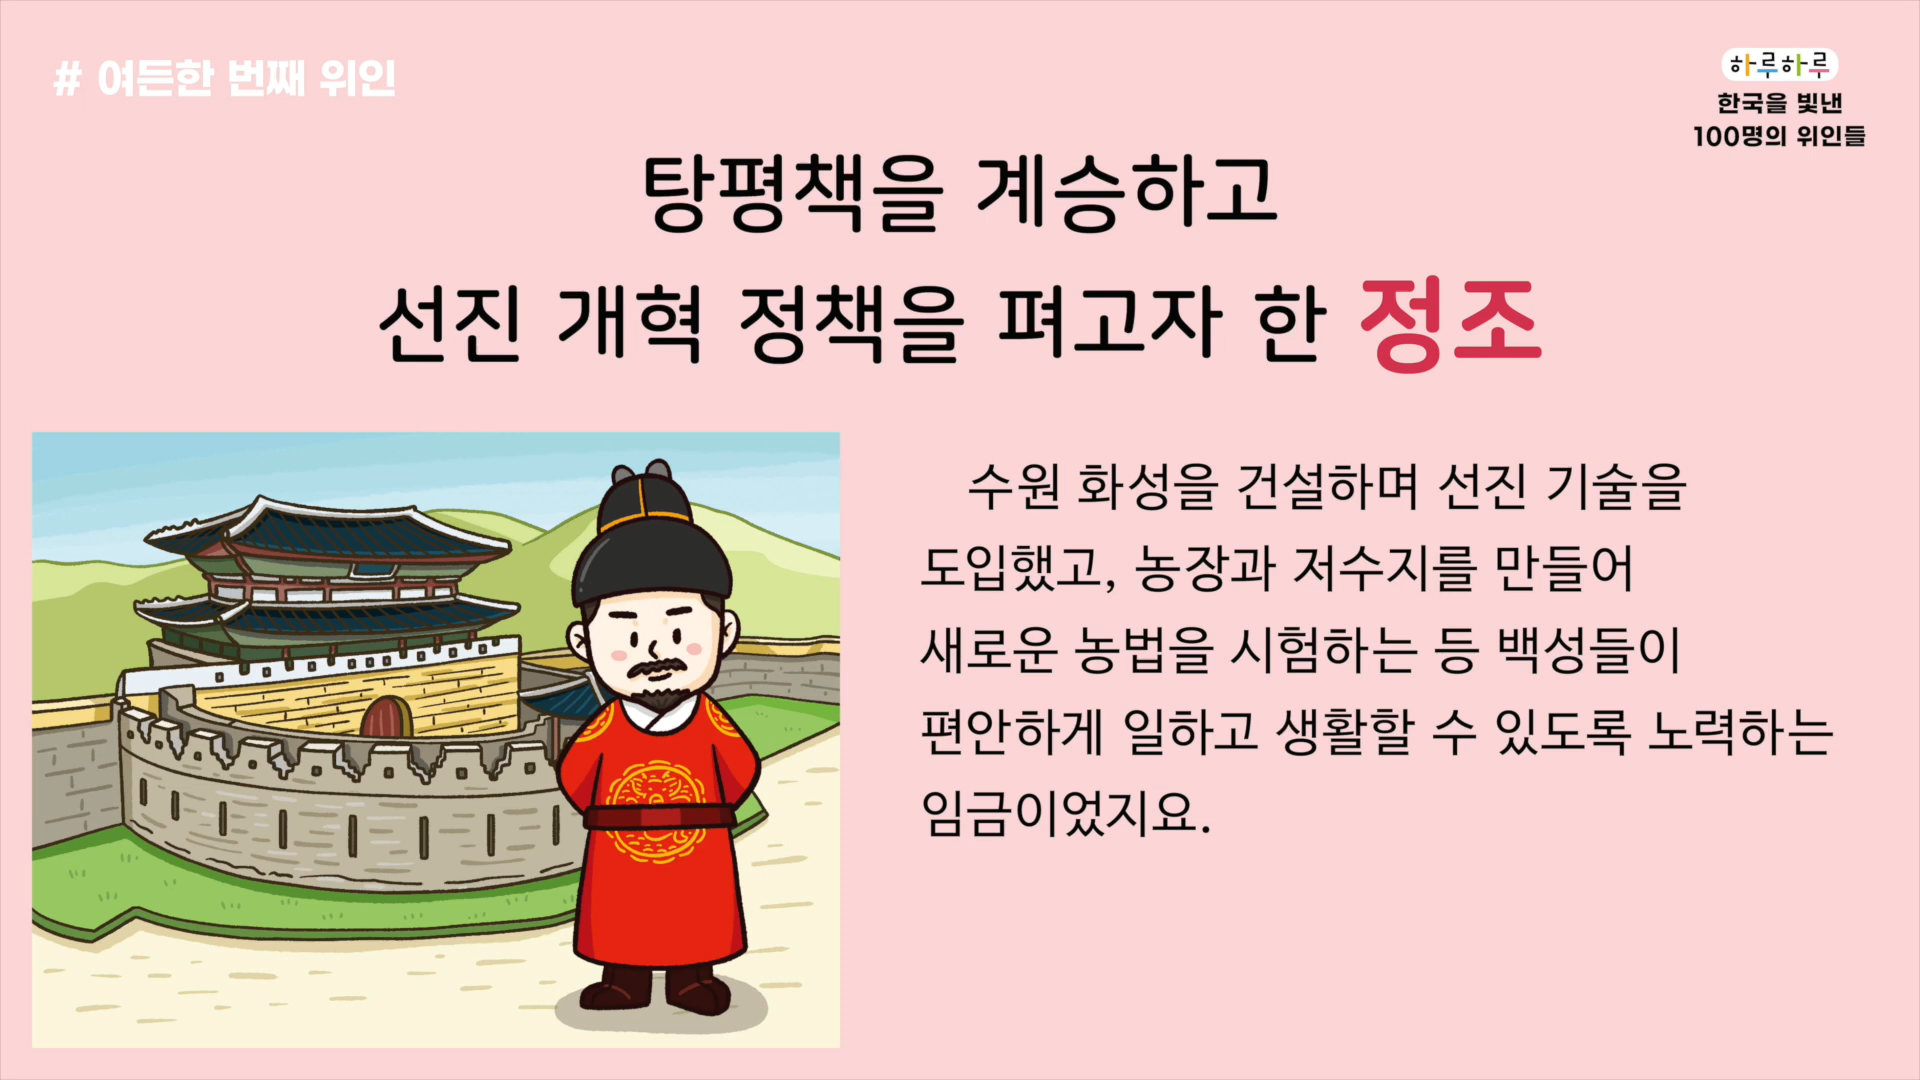 # 여든한 번째 위인
하루하루
한국을 빛낸
100명의 위인들
탕평책을 계승하고
선진 개혁 정책을 펴고자 한 정조
수원 화성을 건설하며 선진 기술을
도입했고, 농장과 저수지를 만들어
새로운 농법을 시험하는 등 백성들이
편안하게 일하고 생활할 수 있도록 노력하는
임금이었지요.